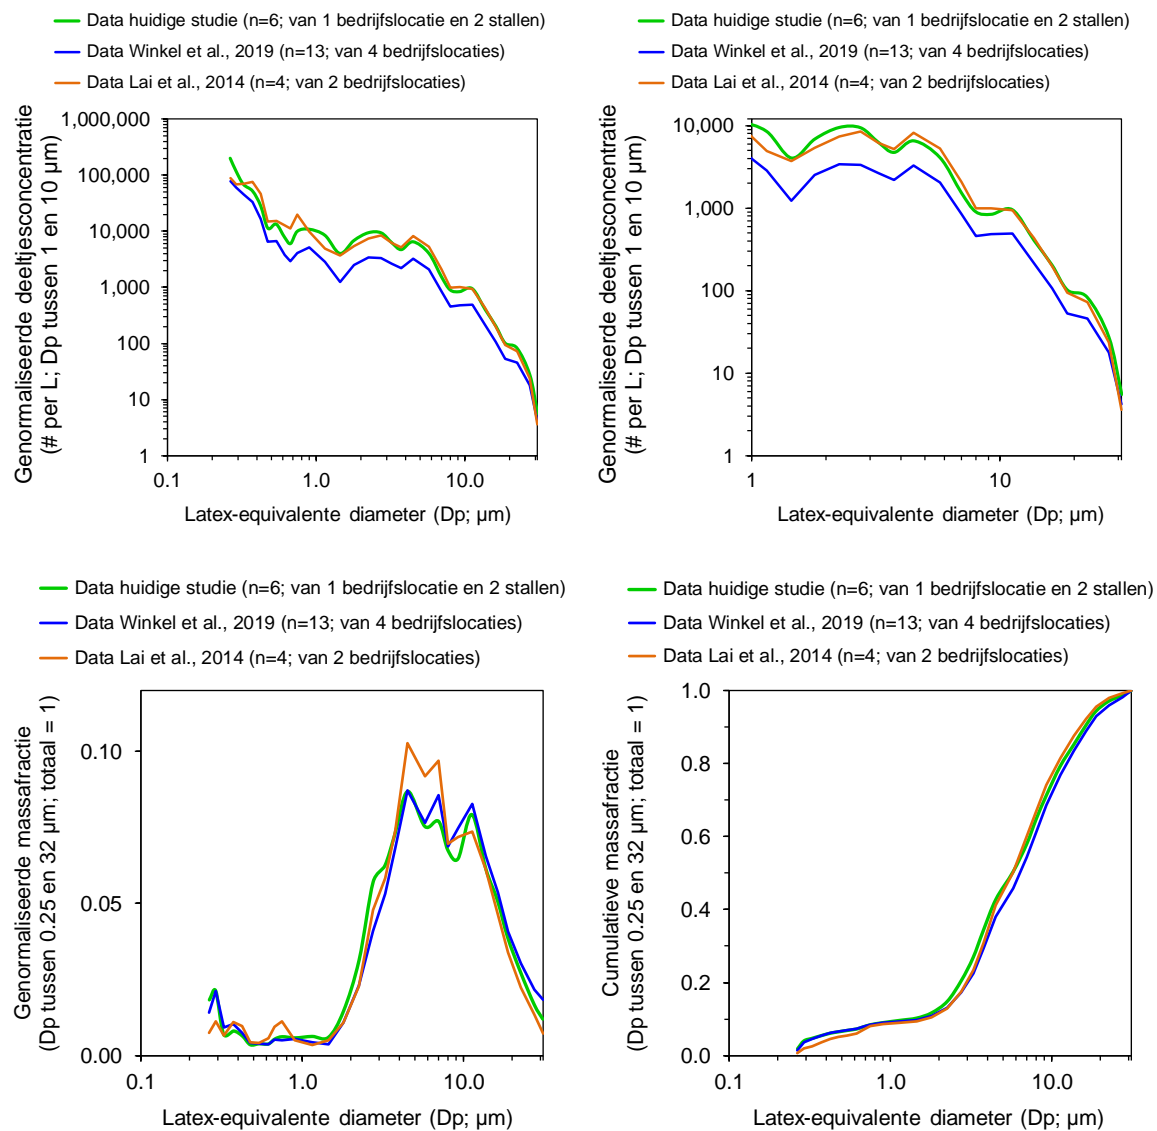 Data huidige studie (n=6; van 1 bedrijfslocatie en 2 stallen)
Data Winkel et al., 2019 (n=13; van 4 bedrijfslocaties)
Data Lai et al., 2014 (n=4; van 2 bedrijfslocaties)
Genormaliseerde deeltjesconcentratie
(# per L; Dp tussen 1 en 10 µm)
1,000,000
100,000
10,000
1,000
100
10
1
0.1
1.0
10.0
Latex-equivalente diameter (Dp; µm)
Data huidige studie (n=6; van 1 bedrijfslocatie en 2 stallen)
Data Winkel et al., 2019 (n=13; van 4 bedrijfslocaties)
Data Lai et al., 2014 (n=4; van 2 bedrijfslocaties)
Genormaliseerde deeltjesconcentratie
(# per L; Dp tussen 1 en 10 µm)
10,000
1,000
100
10
1
1
10
Latex-equivalente diameter (Dp; µm)
Data huidige studie (n=6; van 1 bedrijfslocatie en 2 stallen)
Data Winkel et al., 2019 (n=13; van 4 bedrijfslocaties)
Data Lai et al., 2014 (n=4; van 2 bedrijfslocaties)
Genormaliseerde massafractie
(Dp tussen 0.25 en 32 µm; totaal = 1)
0.10
0.05
0.00
0.1
1.0
10.0
Latex-equivalente diameter (Dp; µm)
Data huidige studie (n=6; van 1 bedrijfslocatie en 2 stallen)
Data Winkel et al., 2019 (n=13; van 4 bedrijfslocaties)
Data Lai et al., 2014 (n=4; van 2 bedrijfslocaties)
Cumulatieve massafractie
(Dp tussen 0.25 en 32 µm; totaal = 1)
1.0
0.8
0.6
0.4
0.2
0.0
0.1
1.0
10.0
Latex-equivalente diameter (Dp; µm)